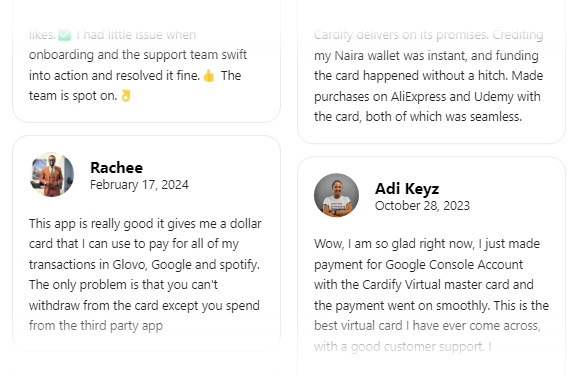 likes. ✅ I had little issue when
onboarding and the support team swift
into action and resolved it fine. 👍 The
team is spot on. 👌
Rachee
February 17, 2024
This app is really good it gives me a dollar
card that I can use to pay for all of my
transactions in Glovo, Google and spotify.
The only problem is that you can't
withdraw from the card except you spend
from the third party app
Cardify delivers on its promises. Crediting
my Naira wallet was instant, and funding
the card happened without a hitch. Made
purchases on AliExpress and Udemy with
the card, both of which was seamless.
Adi Keyz
October 28, 2023
Wow, I am so glad right now, I just made
payment for Google Console Account
with the Cardify Virtual master card and
the payment went on smoothly. This is the
best virtual card I have ever come across,
with a good customer support. I